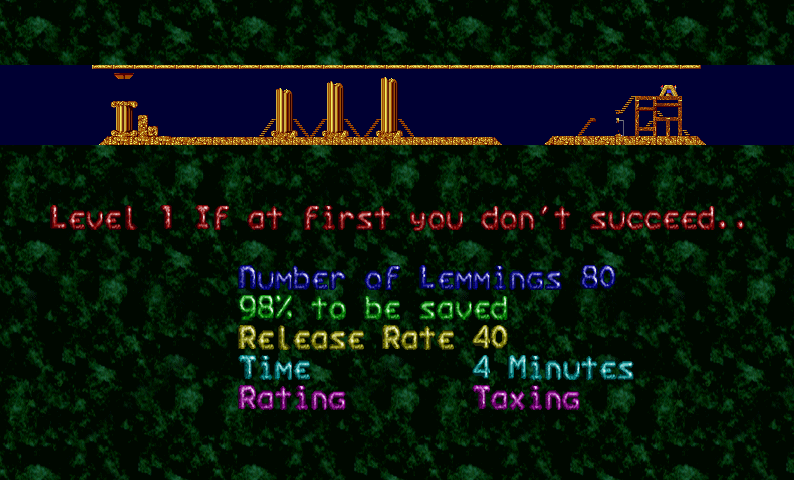 Level 1 If at first you don't succeed..
Number of Lemmings 80
98% to be saved
Release Rate 40
Time 4 Minutes
Rating Taxing